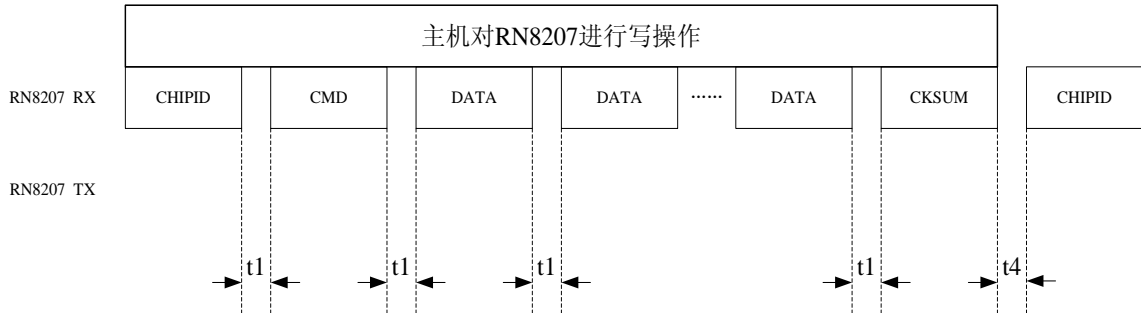 主机对RN8207进行写操作
RN8207 RX CHIPID CMD DATA DATA ...... DATA CKSUM CHIPID
RN8207 TX
t1 t1 t1 t1 t4